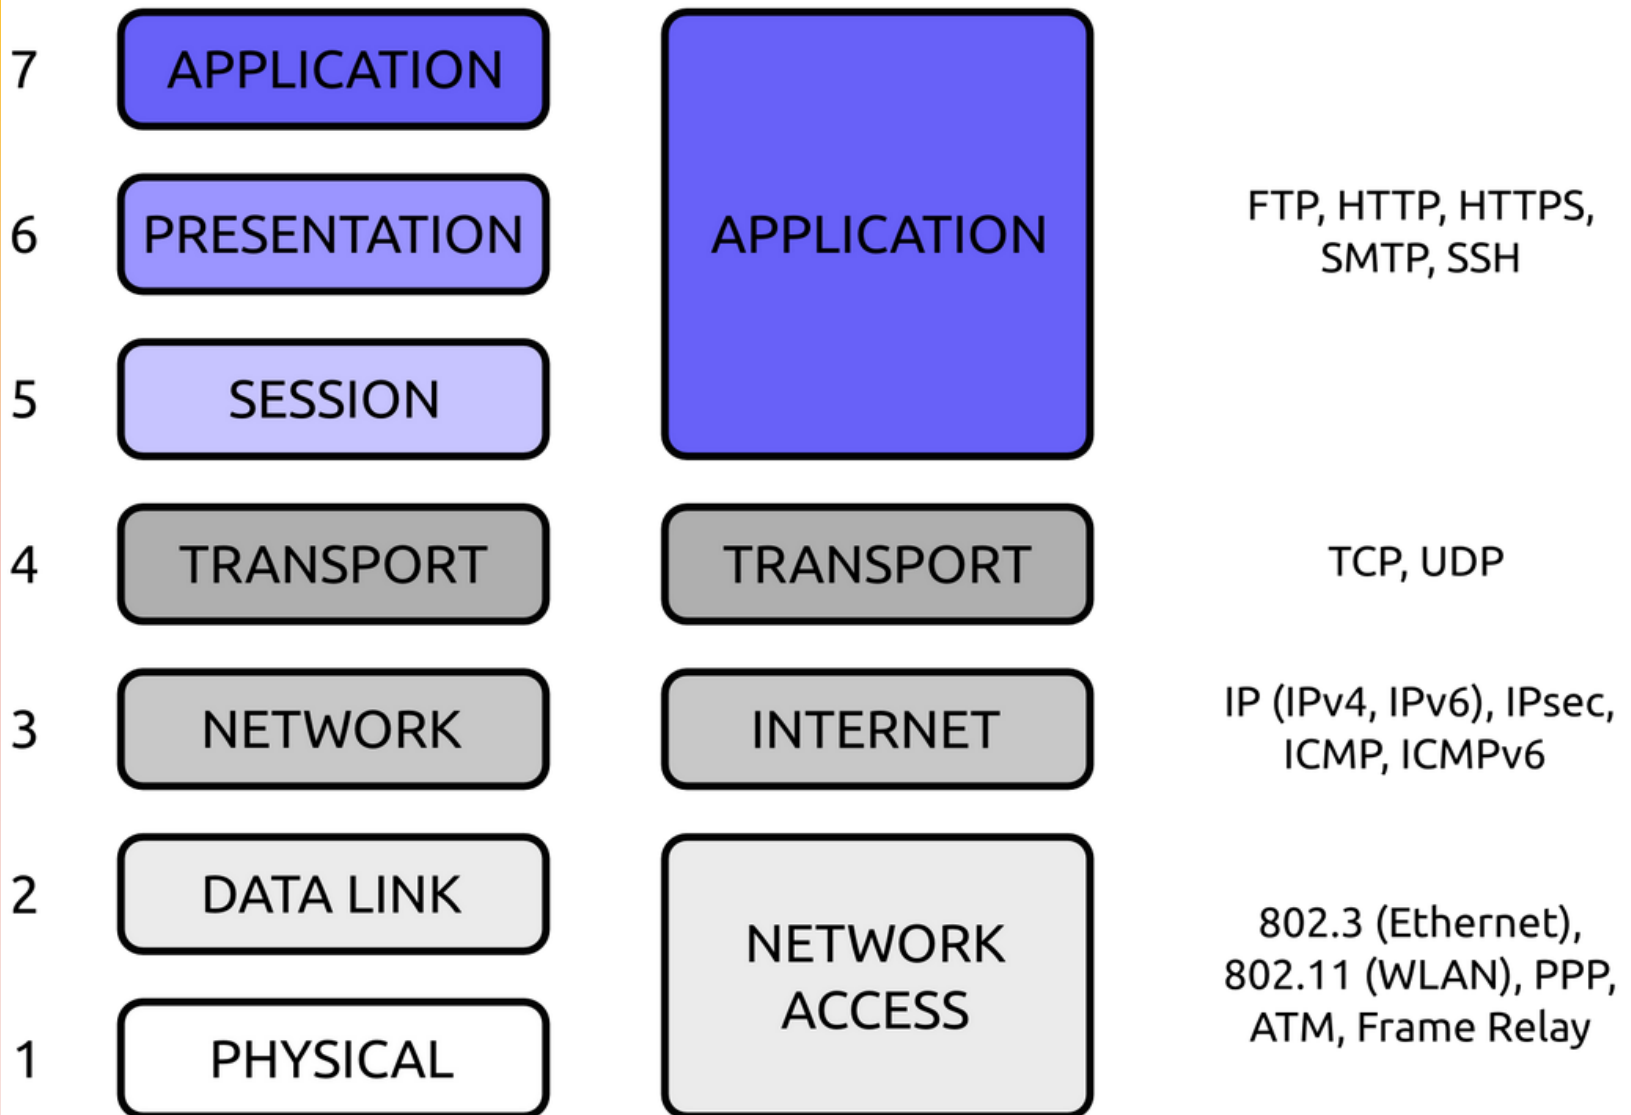 7
APPLICATION
6
PRESENTATION
5
SESSION
APPLICATION
FTP, HTTP, HTTPS,
SMTP, SSH
4
TRANSPORT
TRANSPORT
TCP, UDP
3
NETWORK
INTERNET
IP (IPv4, IPv6), IPsec,
ICMP, ICMPv6
2
DATA LINK
1
PHYSICAL
NETWORK
ACCESS
802.3 (Ethernet),
802.11 (WLAN), PPP,
ATM, Frame Relay